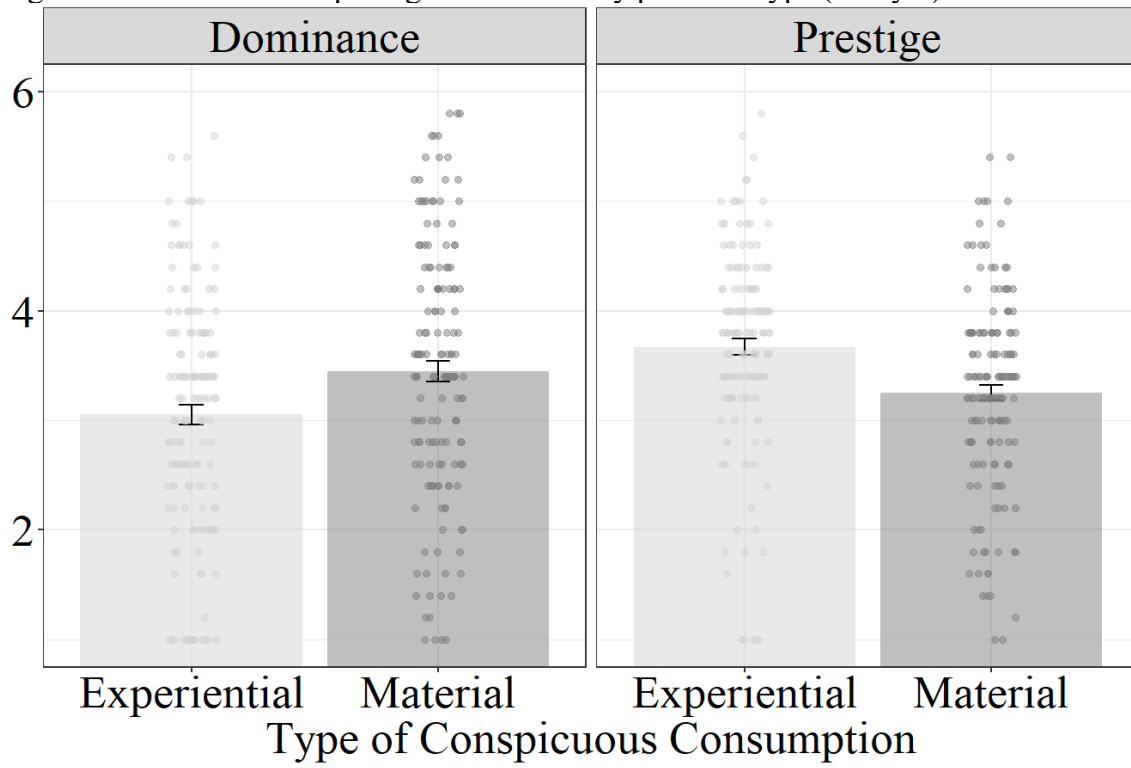 Dominance Prestige
6
4
2
Experiential Material Experiential Material
Type of Conspicuous Consumption